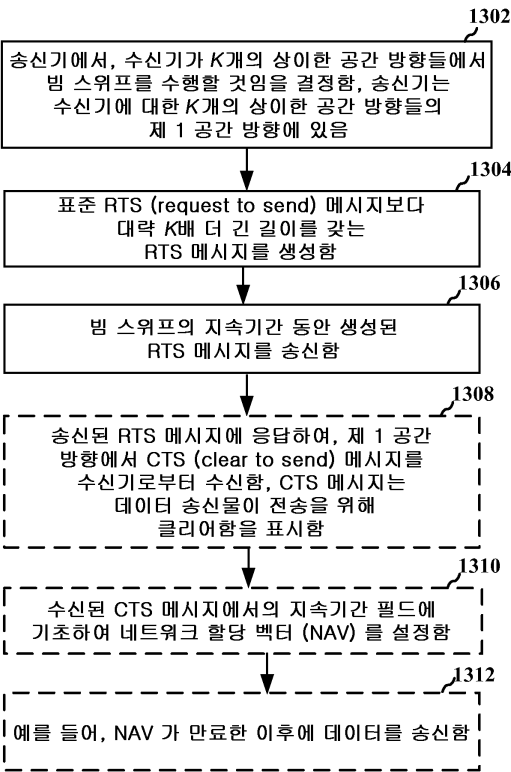 1302
송신기에서, 수신기가 K개의 상이한 공간 방향들에서
빔 스위프를 수행할 것임을 결정함, 송신기는
수신기에 대한 K개의 상이한 공간 방향들의
제 1 공간 방향에 있음
1304
표준 RTS (request to send) 메시지보다
대략 K배 더 긴 길이를 갖는
RTS 메시지를 생성함
1306
빔 스위프의 지속기간 동안 생성된
RTS 메시지를 송신함
1308
송신된 RTS 메시지에 응답하여, 제 1 공간
방향에서 CTS (clear to send) 메시지를
수신기로부터 수신함, CTS 메시지는
데이터 송신물이 전송을 위해
클리어함을 표시함
1310
수신된 CTS 메시지에서의 지속기간 필드에
기초하여 네트워크 할당 벡터 (NAV) 를 설정함
1312
예를 들어, NAV 가 만료한 이후에 데이터를 송신함